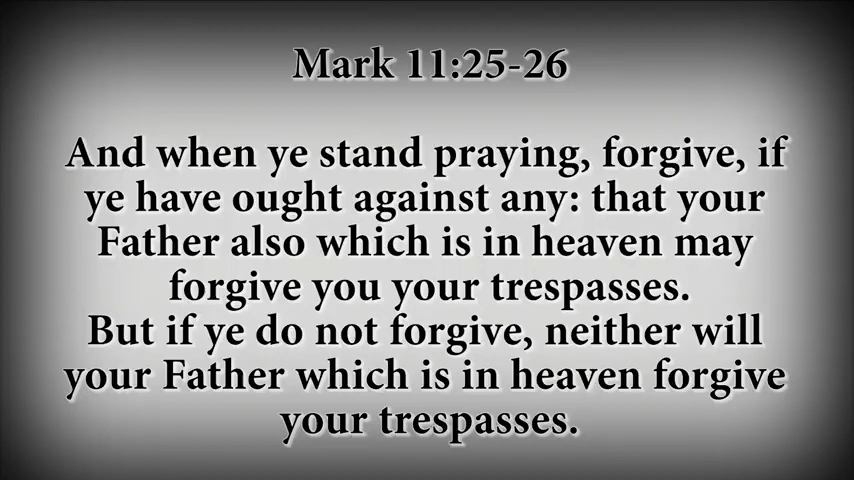 Mark 11:25-26
And when ye stand praying, forgive, if
ye have ought against any: that your
Father also which is in heaven may
forgive you your trespasses.
But if ye do not forgive, neither will
your Father which is in heaven forgive
your trespasses.